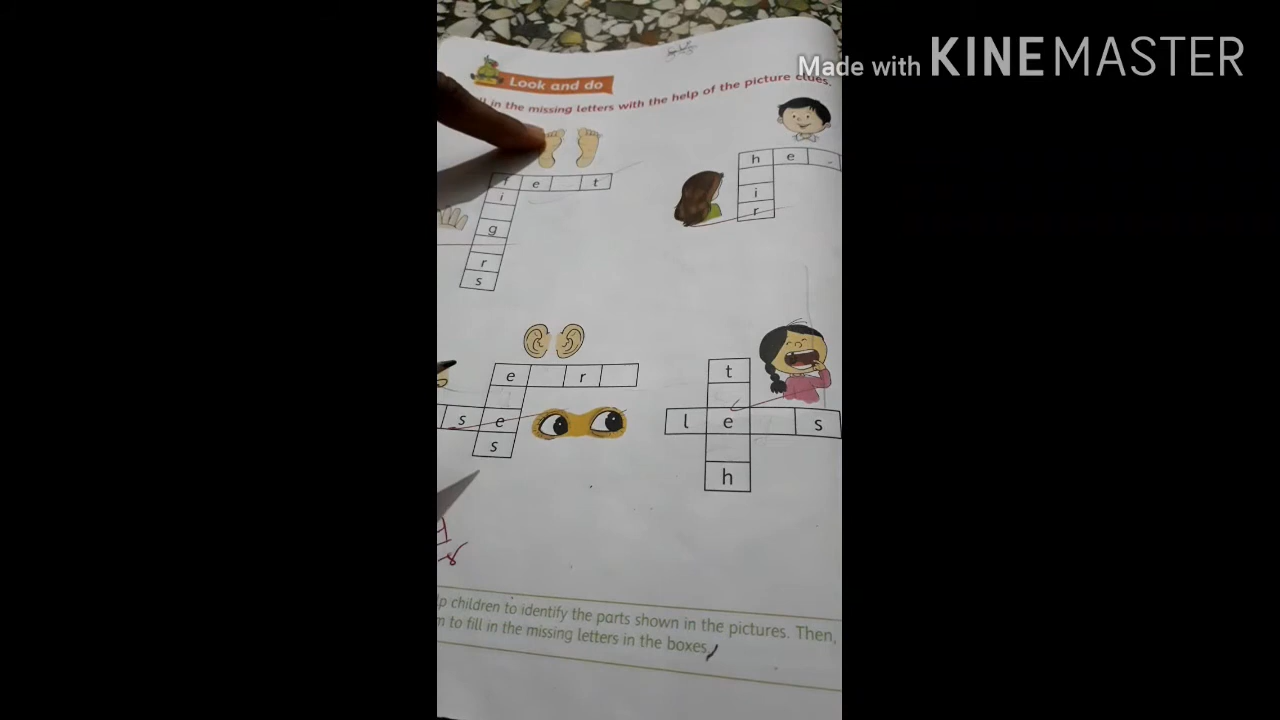 Made with KINEMASTER
Look and do
in the missing letters with the help of the picture clues.
h e
i
r
f e t
i
g
r
s
e r
s e
s
t
l e s
h
children to identify the parts shown in the pictures. Then,
to fill in the missing letters in the boxes